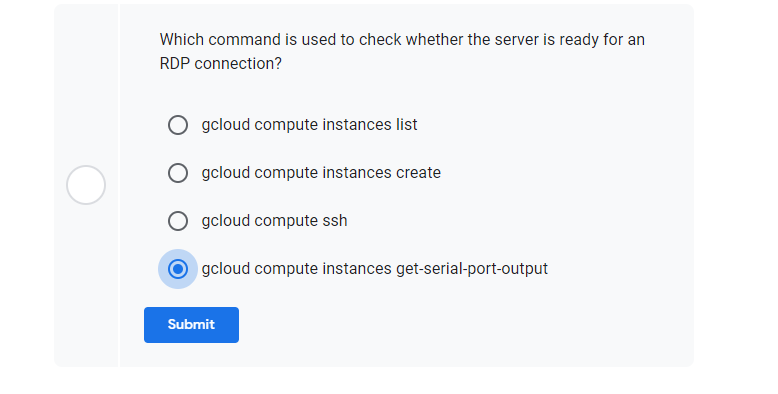 Which command is used to check whether the server is ready for an
RDP connection?
gcloud compute instances list
gcloud compute instances create
gcloud compute ssh
gcloud compute instances get-serial-port-output
Submit